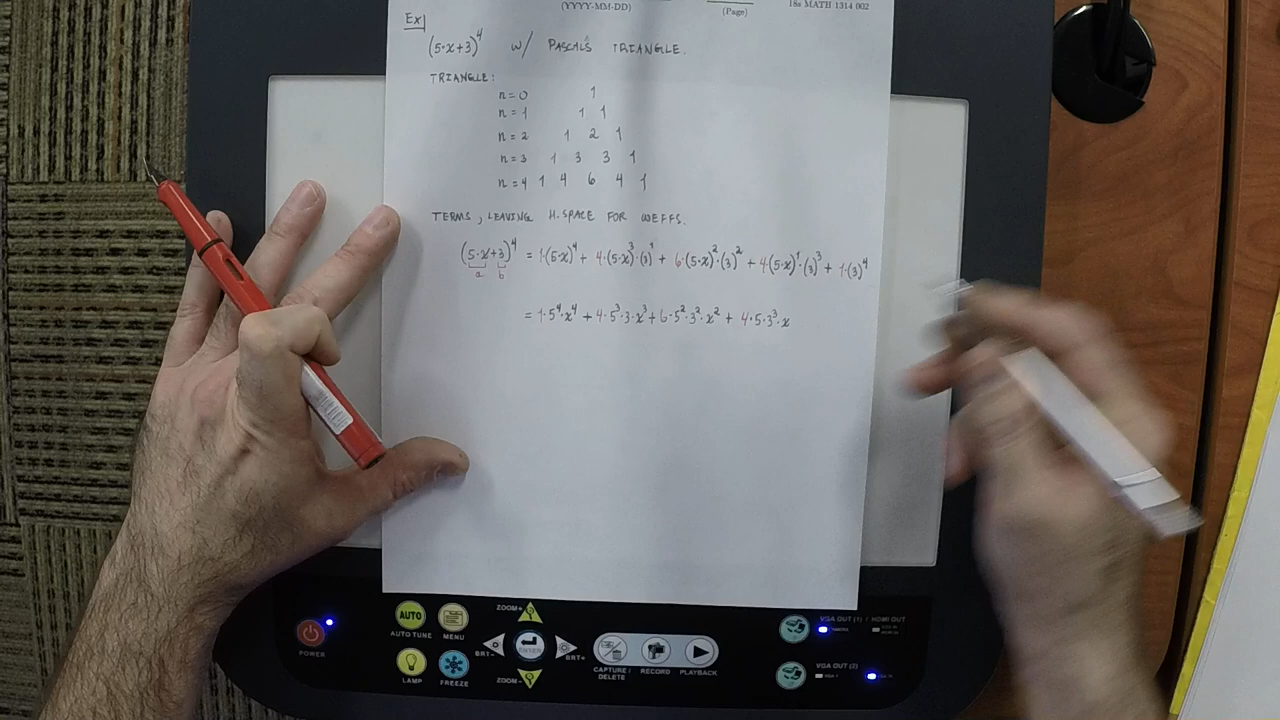 (YYYY-MM-DD) (Page) 18s MATH 1314 002
Ex
(5·x+3)⁴ w/ PASCALS TRIANGLE.
TRIANGLE:
n=0 1
n=1 1 1
n=2 1 2 1
n=3 1 3 3 1
n=4 1 4 6 4 1
TERMS, LEAVING H-SPACE FOR WEFFS.
(5·x+3)⁴ = 1·(5·x)⁴ + 4·(5·x)³·(3)¹ + 6·(5·x)²·(3)² + 4(5·x)¹·(3)³ + 1·(3)⁴
a b
= 1·5⁴·x⁴ + 4·5³·3·x³ + 6·5²·3²·x² + 4·5·3³·x
POWER
AUTO
AUTO TUNE
MENU
LAMP
FREEZE
ZOOM+
BRT-
ENTER
BRT+
ZOOM-
CAPTURE/
DELETE
RECORD
PLAYBACK
VGA OUT (1) / HDMI OUT
VGA OUT (2)